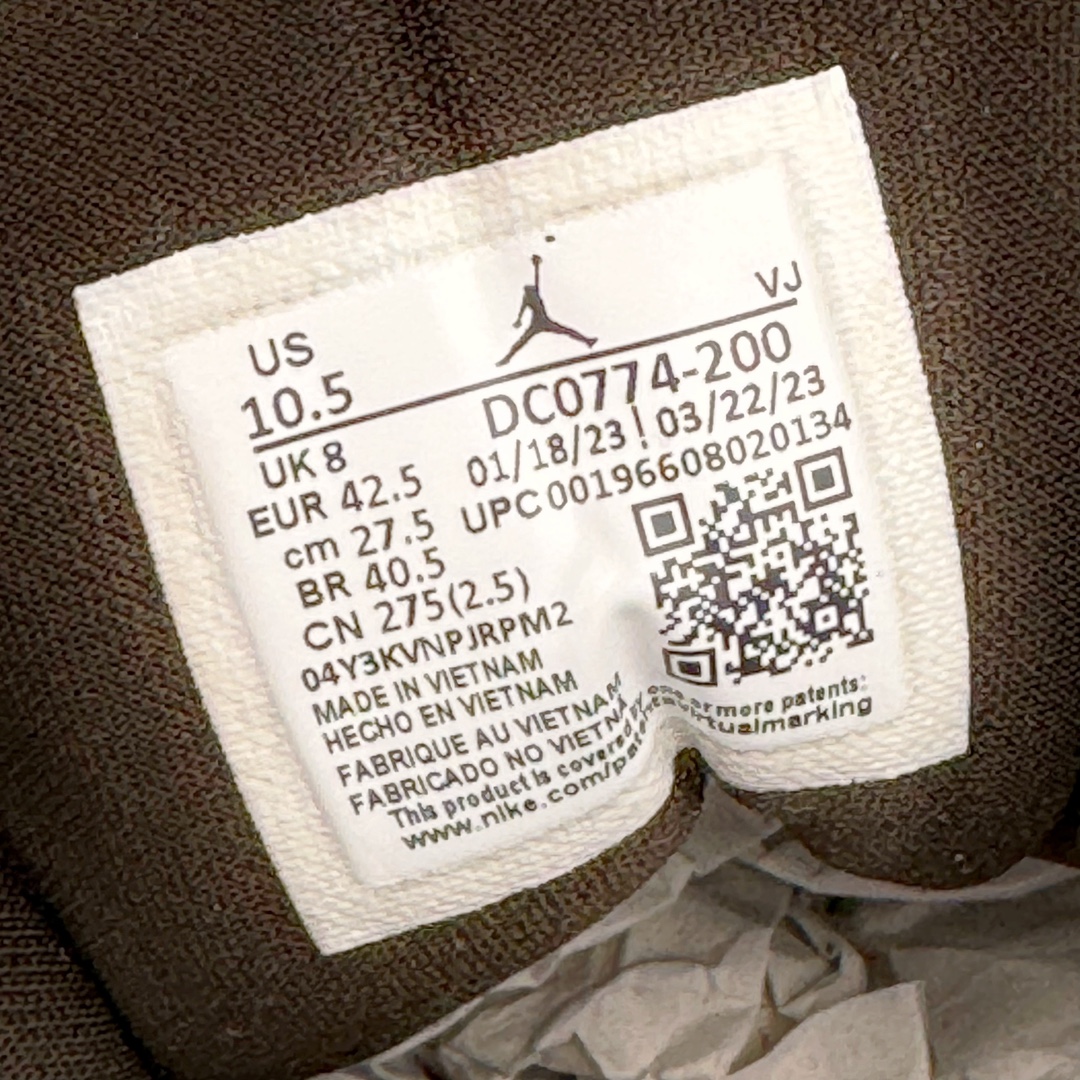 US
10.5
VJ
UK 8
DC0774-200
EUR 42.5
01/18/23 ! 03/22/23
cm 27.5
UPC 00196608020134
BR 40.5
CN 275(2.5)
04Y3KVNPJRPM2
MADE IN VIETNAM
HECHO EN VIETNAM
FABRIQUE AU VIETNAM
FABRICADO NO VIETNAM
This product is covered by one or more patents:
www.nike.com/